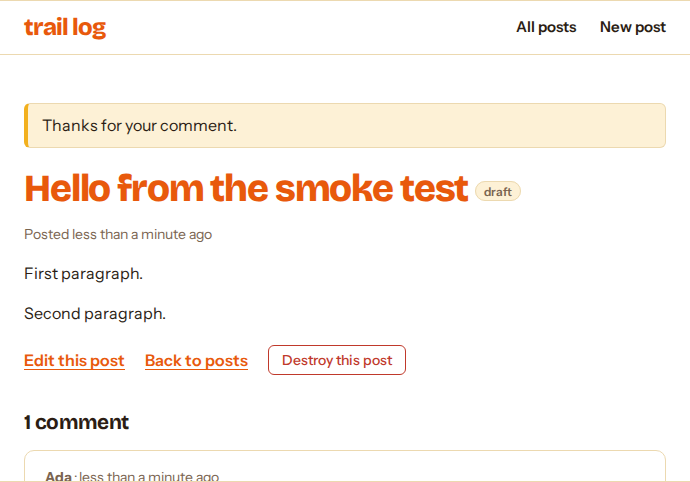 trail log
All posts New post
Thanks for your comment.
Hello from the smoke test draft
Posted less than a minute ago
First paragraph.
Second paragraph.
Edit this post Back to posts Destroy this post
1 comment
Ada · less than a minute ago